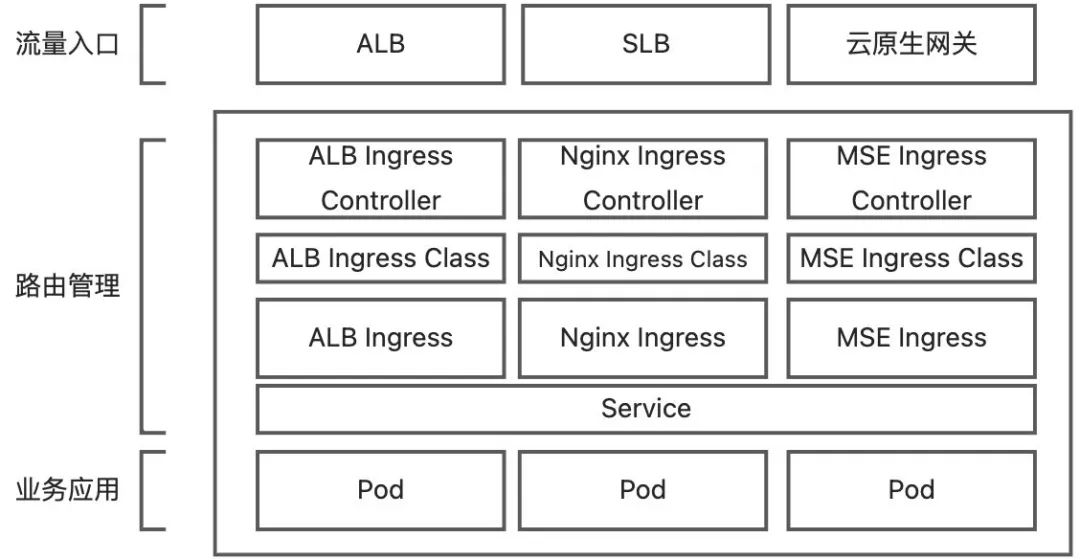 流量入口
ALB
SLB
云原生网关
路由管理
ALB Ingress
Controller
Nginx Ingress
Controller
MSE Ingress
Controller
ALB Ingress Class
Nginx Ingress Class
MSE Ingress Class
ALB Ingress
Nginx Ingress
MSE Ingress
Service
业务应用
Pod
Pod
Pod